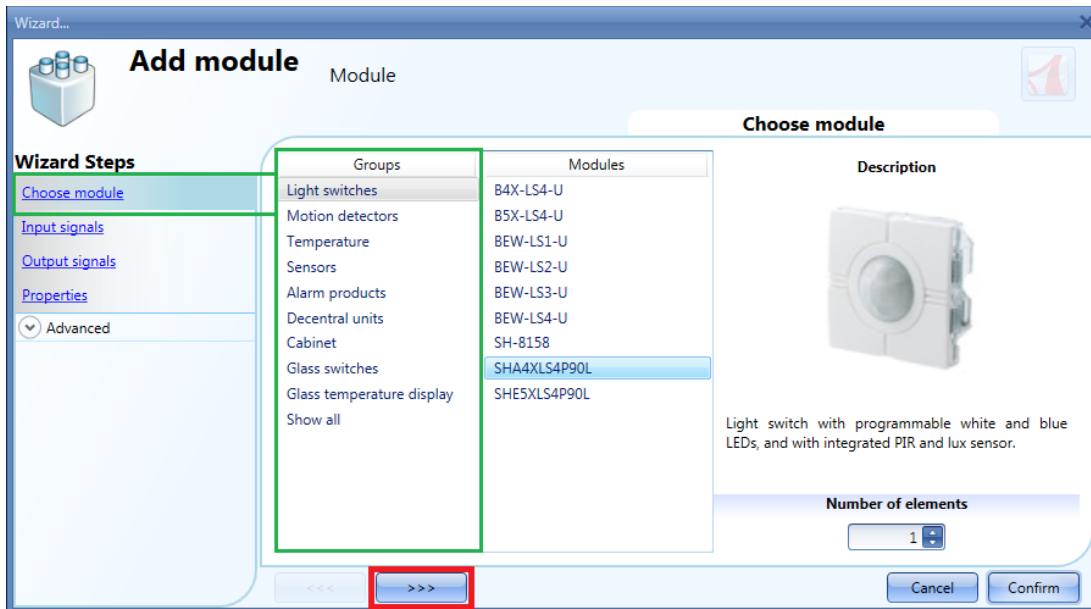 Wizard...
Add module
Module
Choose module
Wizard Steps
Choose module
Input signals
Output signals
Properties
Advanced
Groups
Light switches
Motion detectors
Temperature
Sensors
Alarm products
Decentral units
Cabinet
Glass switches
Glass temperature display
Show all
Modules
B4X-LS4-U
B5X-LS4-U
BEW-LS1-U
BEW-LS2-U
BEW-LS3-U
BEW-LS4-U
SH-8158
SHA4XLS4P90L
SHE5XLS4P90L
Description
Light switch with programmable white and blue
LEDs, and with integrated PIR and lux sensor.
Number of elements
1
<<<
>>>
Cancel
Confirm